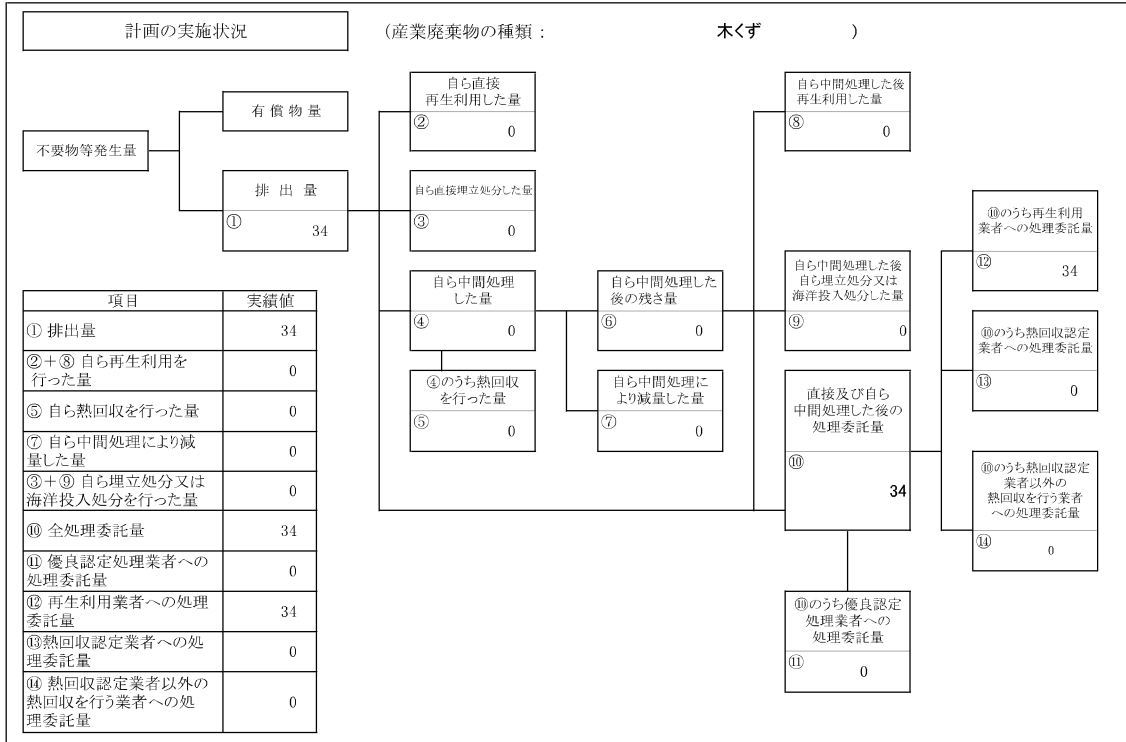 計画の実施状況
(産業廃棄物の種類： 木くず )
不要物等発生量
有償物量
排出量
① 34
自ら直接
再生利用した量
② 0
自ら直接埋立処分した量
③ 0
自ら中間処理
した量
④ 0
④のうち熱回収
を行った量
⑤ 0
自ら中間処理した
後の残さ量
⑥ 0
自ら中間処理に
より減量した量
⑦ 0
自ら中間処理した後
再生利用した量
⑧ 0
自ら中間処理した後
自ら埋立処分又は
海洋投入処分した量
⑨ 0
直接及び自ら
中間処理した後の
処理委託量
⑩ 34
⑩のうち優良認定
処理業者への
処理委託量
⑪ 0
⑩のうち再生利用
業者への処理委託量
⑫ 34
⑩のうち熱回収認定
業者への処理委託量
⑬ 0
⑩のうち熱回収認定
業者以外の
熱回収を行う業者
への処理委託量
⑭ 0
項目 実績値
① 排出量 34
②＋⑧ 自ら再生利用を
行った量 0
⑤ 自ら熱回収を行った量 0
⑦ 自ら中間処理により減
量した量 0
③＋⑨ 自ら埋立処分又は
海洋投入処分を行った量 0
⑩ 全処理委託量 34
⑪ 優良認定処理業者への
処理委託量 0
⑫ 再生利用業者への処理
委託量 34
⑬熱回収認定業者への処
理委託量 0
⑭ 熱回収認定業者以外の
熱回収を行う業者への処
理委託量 0